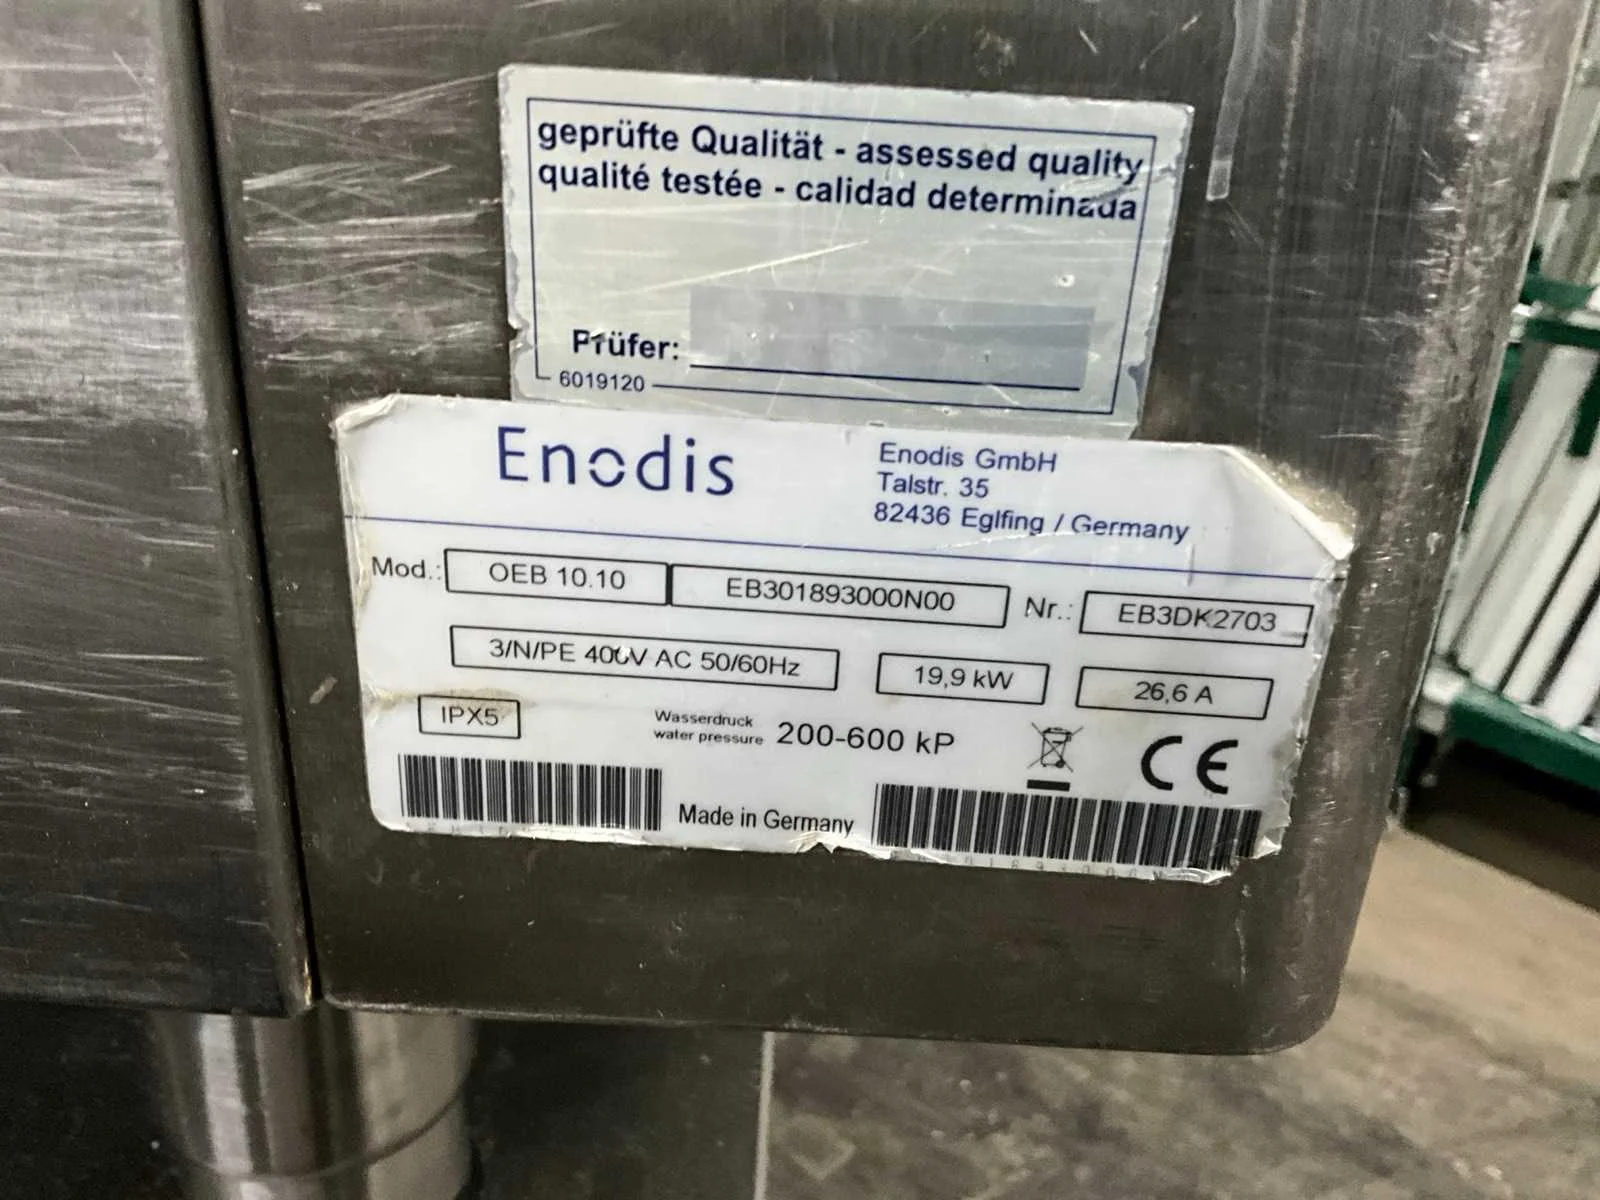 geprüfte Qualität - assessed quality
qualité testée - calidad determinada
Prüfer:
6019120
Enodis
Enodis GmbH
Talstr. 35
82436 Eglfing / Germany
Mod.: OEB 10.10 EB301893000N00 Nr.: EB3DK2703
3/N/PE 400V AC 50/60Hz 19,9 kW 26,6 A
IPX5
Wasserdruck
water pressure 200-600 kP
CE
Made in Germany